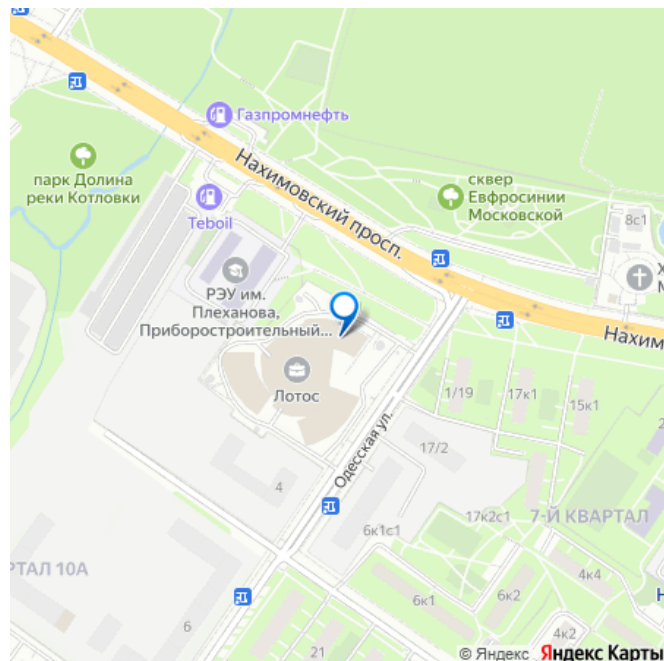 Газпромнефть
Нахимовский просп.
парк Долина
реки Котловки
сквер
Евфросинии
Московской
Teboil
8с1
РЭУ им.
Плеханова,
Приборостроительный...
Х
М
Нахим
Лотос
1/19
17к1
15к1
Одесская ул.
17/2
4
17к2с1
7-Й КВАРТАЛ
6к1с1
РТАЛ 10А
4к4
6к1
6к2
Н
6
4к2
21
© Яндекс Яндекс Карты